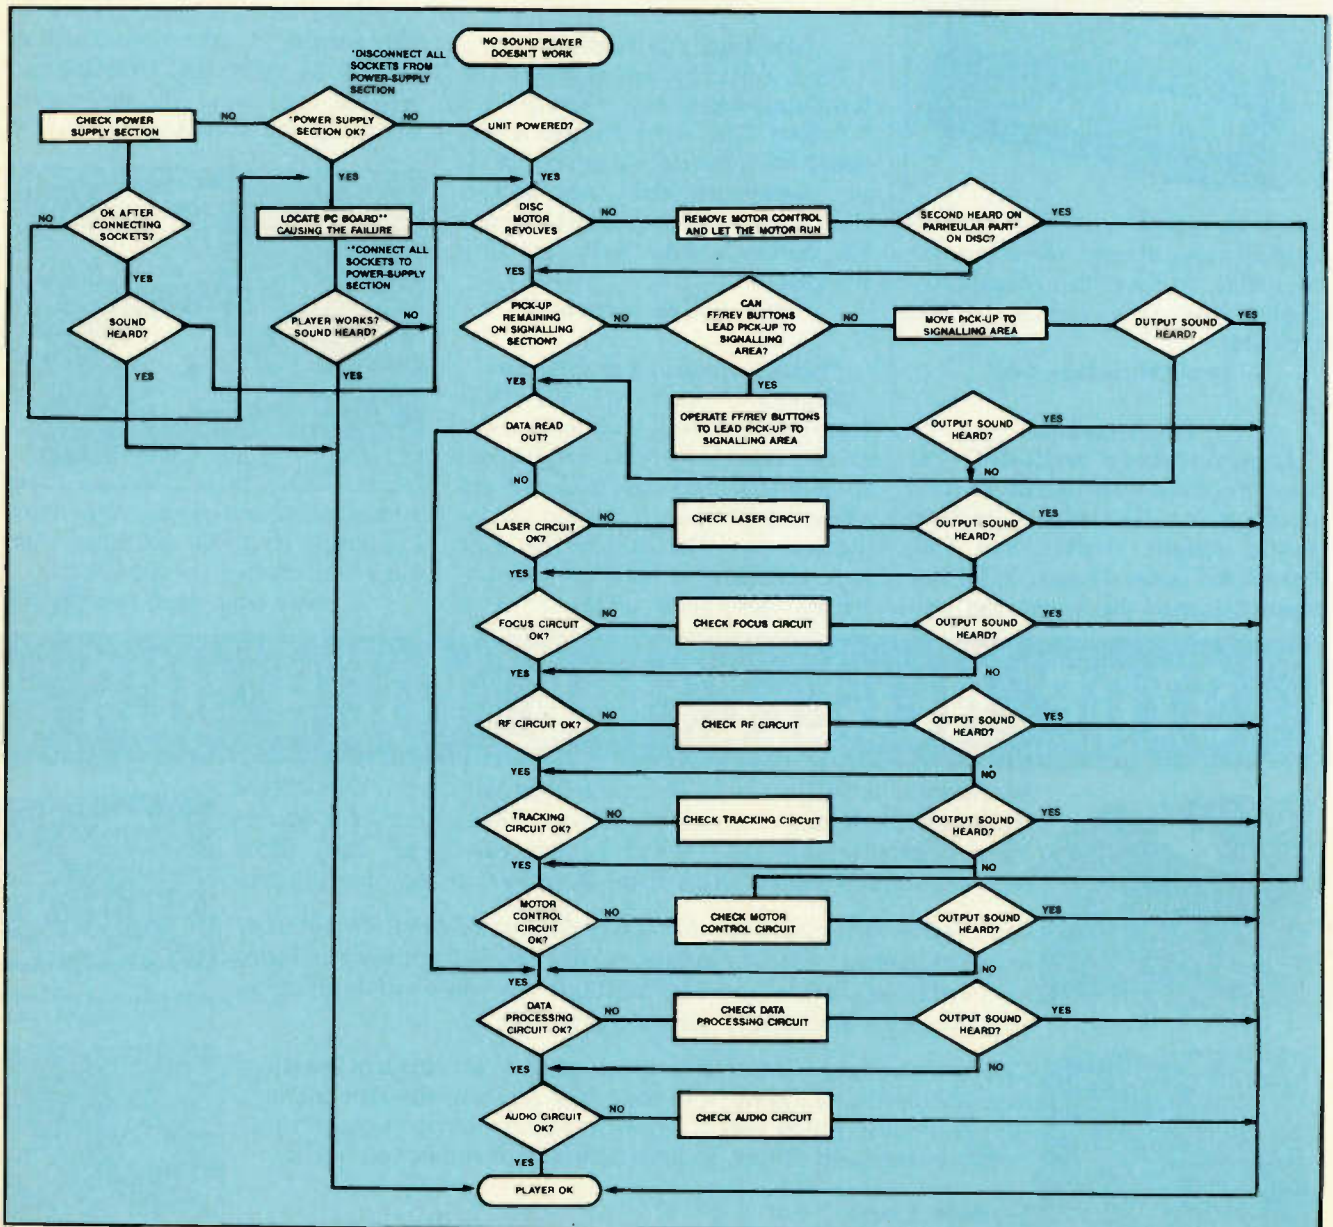 NO SOUND PLAYER
DOESN'T WORK
*DISCONNECT ALL
SOCKETS FROM
POWER-SUPPLY
SECTION
CHECK POWER
SUPPLY SECTION
NO
*POWER SUPPLY
SECTION OK?
NO
UNIT POWERED?
YES
YES
NO
OK AFTER
CONNECTING
SOCKETS?
LOCATE PC BOARD**
CAUSING THE FAILURE
DISC
MOTOR
REVOLVES
NO
REMOVE MOTOR CONTROL
AND LET THE MOTOR RUN
SECOND HEARD ON
PARHEULAR PART*
ON DISC?
YES
**CONNECT ALL
SOCKETS TO
POWER-SUPPLY
SECTION
YES
YES
SOUND
HEARD?
PLAYER WORKS?
SOUND HEARD?
NO
PICK-UP
REMAINING
ON SIGNALLING
SECTION?
NO
CAN
FF/REV BUTTONS
LEAD PICK-UP TO
SIGNALLING
AREA?
NO
MOVE PICK-UP TO
SIGNALLING AREA
OUTPUT SOUND
HEARD?
YES
YES
YES
YES
YES
DATA READ
OUT?
OPERATE FF/REV BUTTONS
TO LEAD PICK-UP TO
SIGNALLING AREA
OUTPUT SOUND
HEARD?
YES
NO
NO
LASER CIRCUIT
OK?
NO
CHECK LASER CIRCUIT
OUTPUT SOUND
HEARD?
YES
YES
FOCUS CIRCUIT
OK?
NO
CHECK FOCUS CIRCUIT
OUTPUT SOUND
HEARD?
YES
YES
NO
RF CIRCUIT OK?
NO
CHECK RF CIRCUIT
OUTPUT SOUND
HEARD?
YES
YES
NO
TRACKING
CIRCUIT OK?
NO
CHECK TRACKING CIRCUIT
OUTPUT SOUND
HEARD?
YES
YES
NO
MOTOR
CONTROL
CIRCUIT
OK?
NO
CHECK MOTOR
CONTROL CIRCUIT
OUTPUT SOUND
HEARD?
YES
YES
NO
DATA
PROCESSING
CIRCUIT OK?
NO
CHECK DATA
PROCESSING CIRCUIT
OUTPUT SOUND
HEARD?
YES
YES
NO
AUDIO CIRCUIT
OK?
NO
CHECK AUDIO CIRCUIT
YES
PLAYER OK